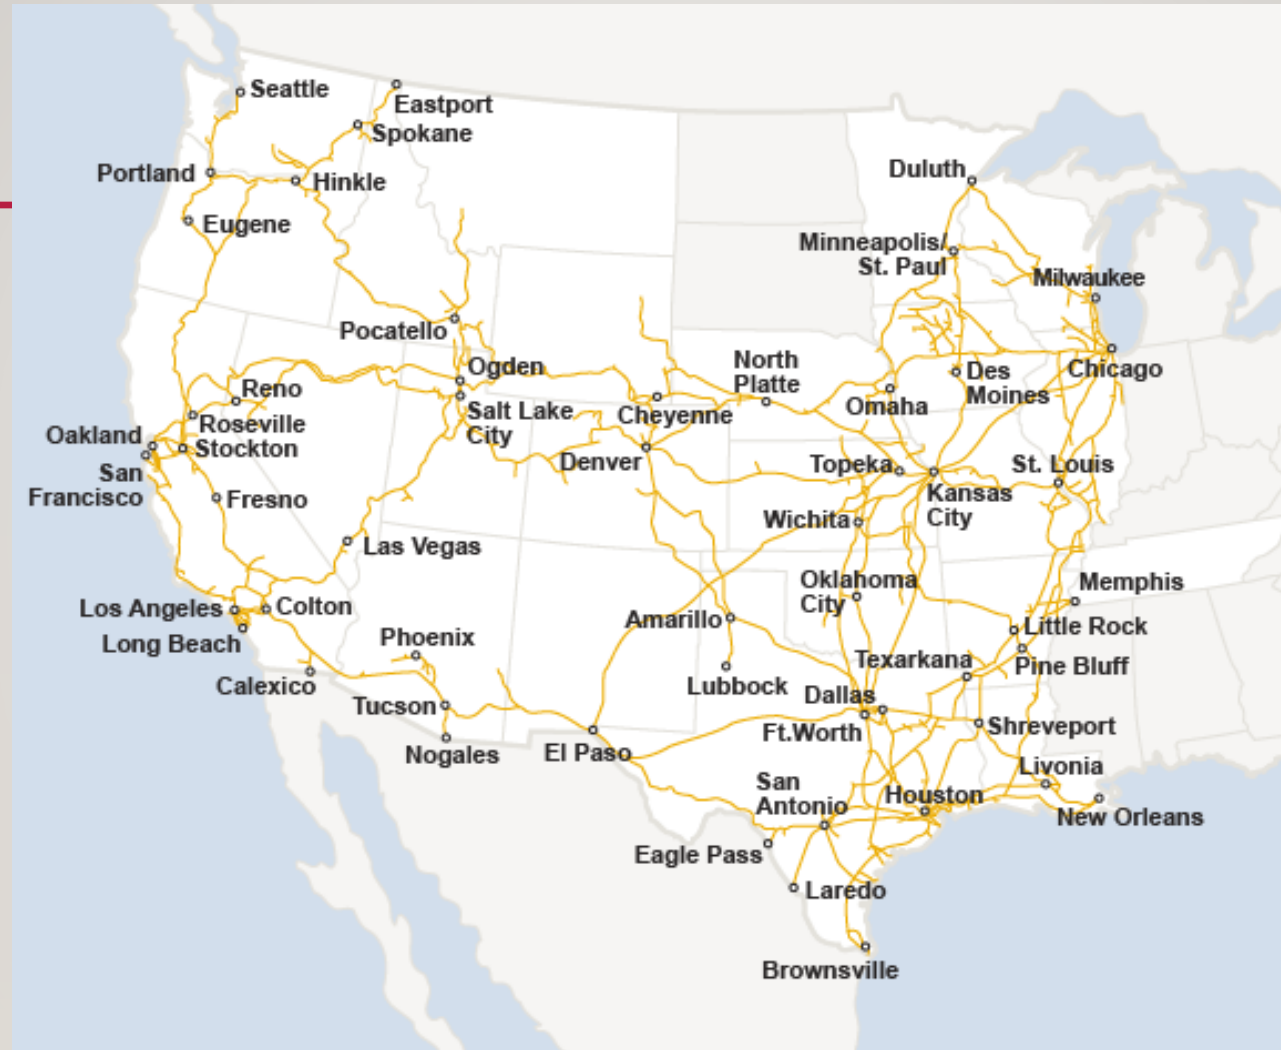 Seattle
Eastport
Spokane
Portland
Hinkle
Duluth
Eugene
Minneapolis/
St. Paul
Milwaukee
Pocatello
Ogden
North
Platte
Chicago
Des
Moines
Reno
Omaha
Cheyenne
Salt Lake
City
Roseville
Oakland
Stockton
Denver
Topeka
St. Louis
San
Francisco
Fresno
Kansas
City
Wichita
Las Vegas
Oklahoma
City
Memphis
Los Angeles
Colton
Amarillo
Little Rock
Long Beach
Phoenix
Texarkana
Pine Bluff
Calexico
Lubbock
Dallas
Tucson
Shreveport
Ft.Worth
Nogales
El Paso
Livonia
San
Antonio
Houston
New Orleans
Eagle Pass
Laredo
Brownsville